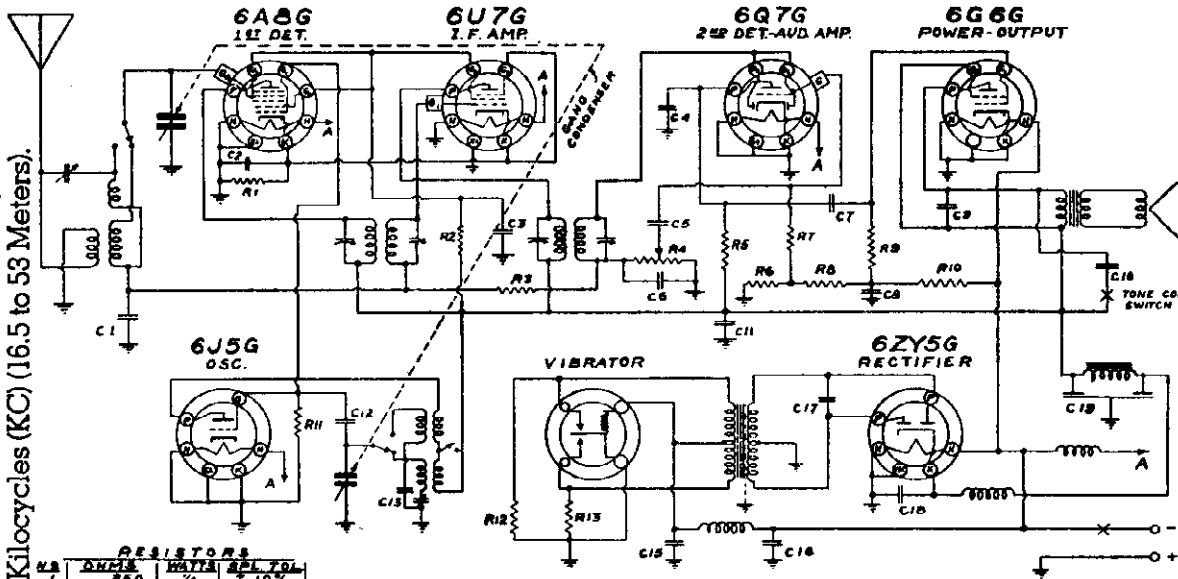 6A8G
1ST DET.
6U7G
I.F. AMP.
6Q7G
2ND DET.-AUD. AMP.
6G6G
POWER-OUTPUT
GANG CONDENSER
A
A
A
C2
R1
C4
C5
C7
C9
R2
C3
R4
R5
R7
R9
C6
R3
R6
R8
C8
R10
C1
C11
C10
TONE CO
SWITCH
6J5G
OSC.
VIBRATOR
6ZY5G
RECTIFIER
C12
R11
A
C13
C17
C19
A
C18
R12
R13
C15
C16
-
+
Kilocycles (KC) (16.5 to 53 Meters).
RESISTORS
OHMS WATTS SPL. TOL.